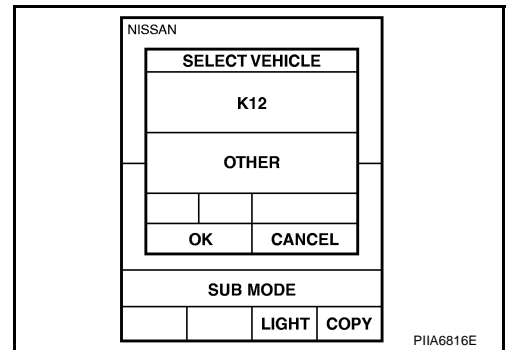 NISSAN
SELECT VEHICLE
K12
OTHER
OK CANCEL
SUB MODE
LIGHT COPY
PIIA6816E